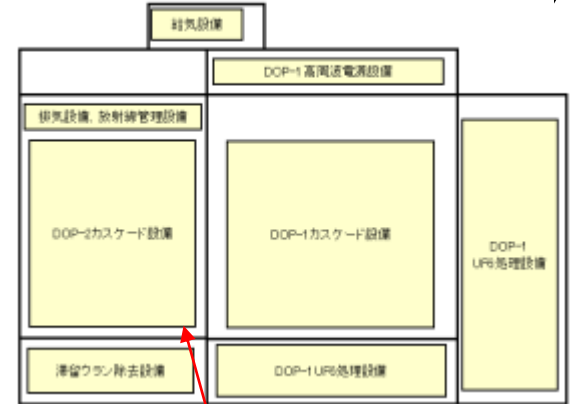 給気設備
DOP-1 高周波電源設備
排気設備, 放射線管理設備
DOP-2カスケード設備
DOP-1カスケード設備
DOP-1
UF6処理設備
滞留ウラン除去設備
DOP-1 UF6処理設備